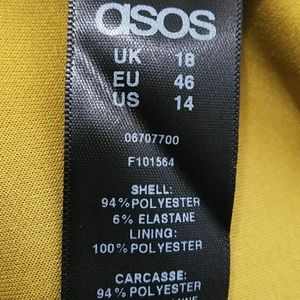 asos
UK 18
EU 46
US 14
06707700
F101564
SHELL:
94% POLYESTER
6% ELASTANE
LINING:
100% POLYESTER
CARCASSE:
94% POLYESTER